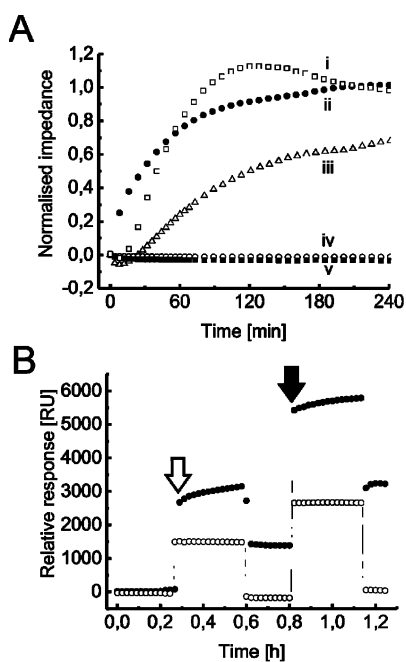 A
1,2
1,0
0,8
0,6
0,4
0,2
0,0
-0,2
Normalised impedance
i
ii
iii
iv
v
0 60 120 180 240
Time [min]
B
6000
5000
4000
3000
2000
1000
0
Relative response [RU]
0,0 0,2 0,4 0,6 0,8 1,0 1,2
Time [h]